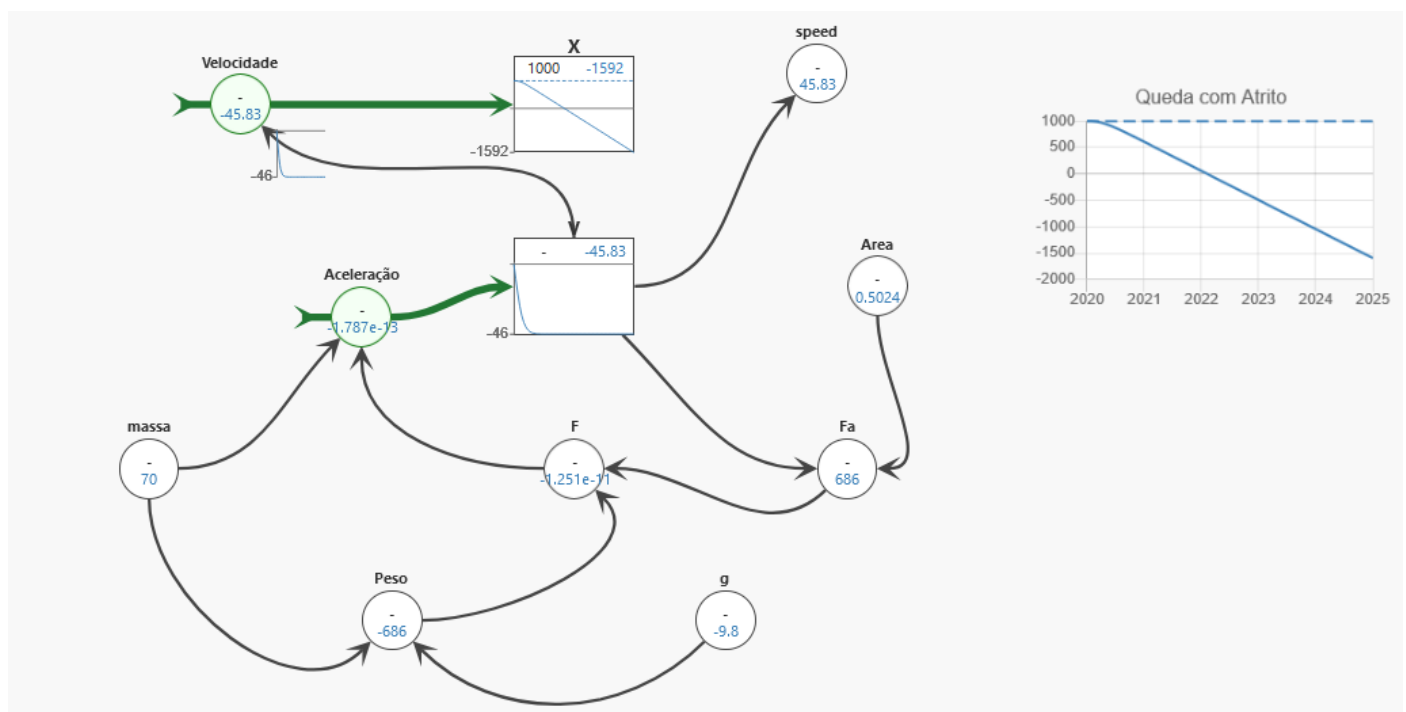 speed
-
45.83
Velocidade
-
-45.83
X
1000 -1592
-1592
-46
V
- -45.83
-46
Aceleração
-
-1.787e-13
Area
-
0.5024
massa
-
70
F
-
-1.251e-11
Fa
-
686
Peso
-
-686
g
-
-9.8
Queda com Atrito
1000
500
0
-500
-1000
-1500
-2000
2020 2021 2022 2023 2024 2025